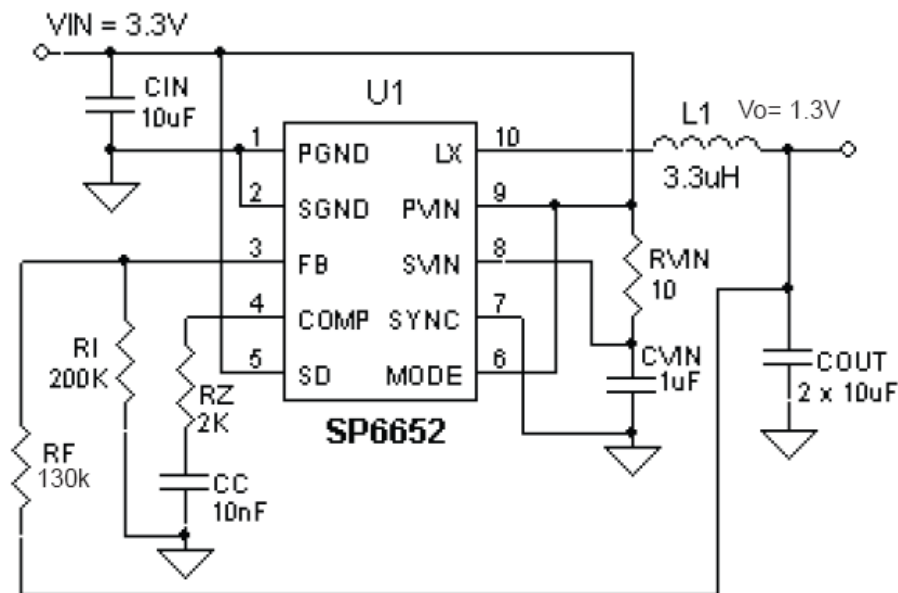 VIN = 3.3V
CIN
10uF
U1
L1
Vo= 1.3V
3.3uH
1
PGND
LX
10
2
SGND
PVIN
9
3
FB
SVIN
8
4
COMP
SYNC
7
5
SD
MODE
6
SP6652
RVIN
10
CVIN
1uF
COUT
2 x 10uF
RI
200K
RZ
2K
RF
130k
CC
10nF